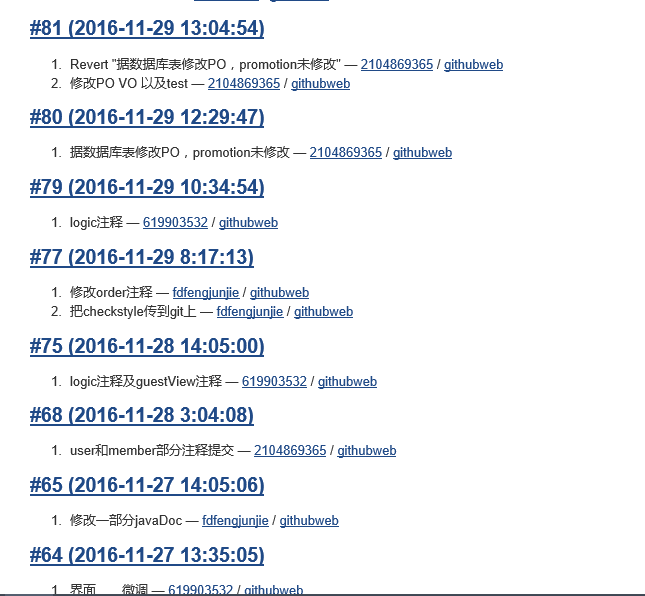 #81 (2016-11-29 13:04:54)
1. Revert "据数据库表修改PO，promotion未修改" — 2104869365 / githubweb
2. 修改PO VO 以及test — 2104869365 / githubweb
#80 (2016-11-29 12:29:47)
1. 据数据库表修改PO，promotion未修改 — 2104869365 / githubweb
#79 (2016-11-29 10:34:54)
1. logic注释 — 619903532 / githubweb
#77 (2016-11-29 8:17:13)
1. 修改order注释 — fdfengjunjie / githubweb
2. 把checkstyle传到git上 — fdfengjunjie / githubweb
#75 (2016-11-28 14:05:00)
1. logic注释及guestView注释 — 619903532 / githubweb
#68 (2016-11-28 3:04:08)
1. user和member部分注释提交 — 2104869365 / githubweb
#65 (2016-11-27 14:05:06)
1. 修改一部分javaDoc — fdfengjunjie / githubweb
#64 (2016-11-27 13:35:05)
1. 界面 微调 — 619903532 / githubweb